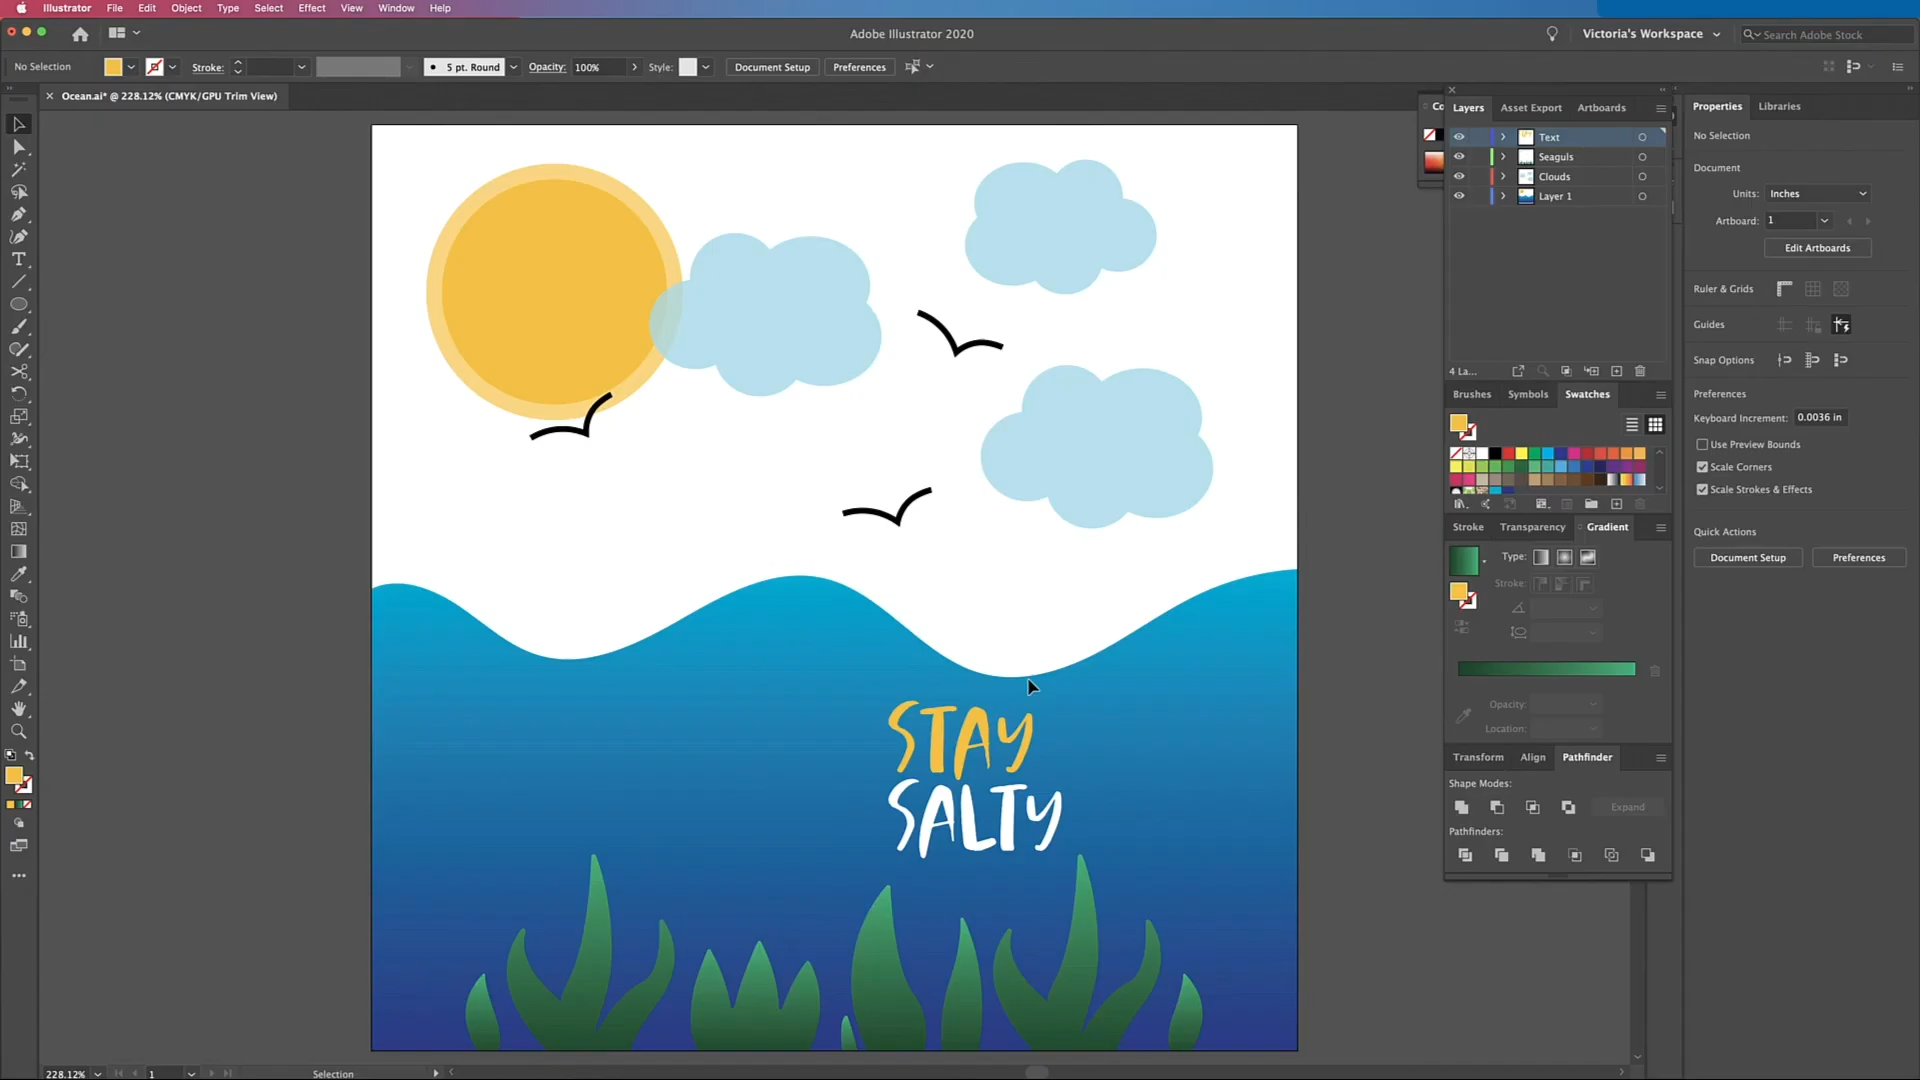 Illustrator File Edit Object Type Select Effect View Window Help
Adobe Illustrator 2020
Victoria's Workspace
Search Adobe Stock
No Selection
Stroke:
5 pt. Round
Opacity: 100%
Style:
Document Setup
Preferences
Ocean.ai* @ 228.12% (CMYK/GPU Trim View)
Co
Layers Asset Export Artboards
Text
Seaguls
Clouds
Layer 1
4 La...
Brushes Symbols Swatches
Stroke Transparency Gradient
Type:
Stroke:
Opacity:
Location:
Transform Align Pathfinder
Shape Modes:
Expand
Pathfinders:
Properties Libraries
No Selection
Document
Units: Inches
Artboard: 1
Edit Artboards
Ruler & Grids
Guides
Snap Options
Preferences
Keyboard Increment: 0.0036 in
Use Preview Bounds
Scale Corners
Scale Strokes & Effects
Quick Actions
Document Setup Preferences
STAY
SALTY
228.12% 1 Selection